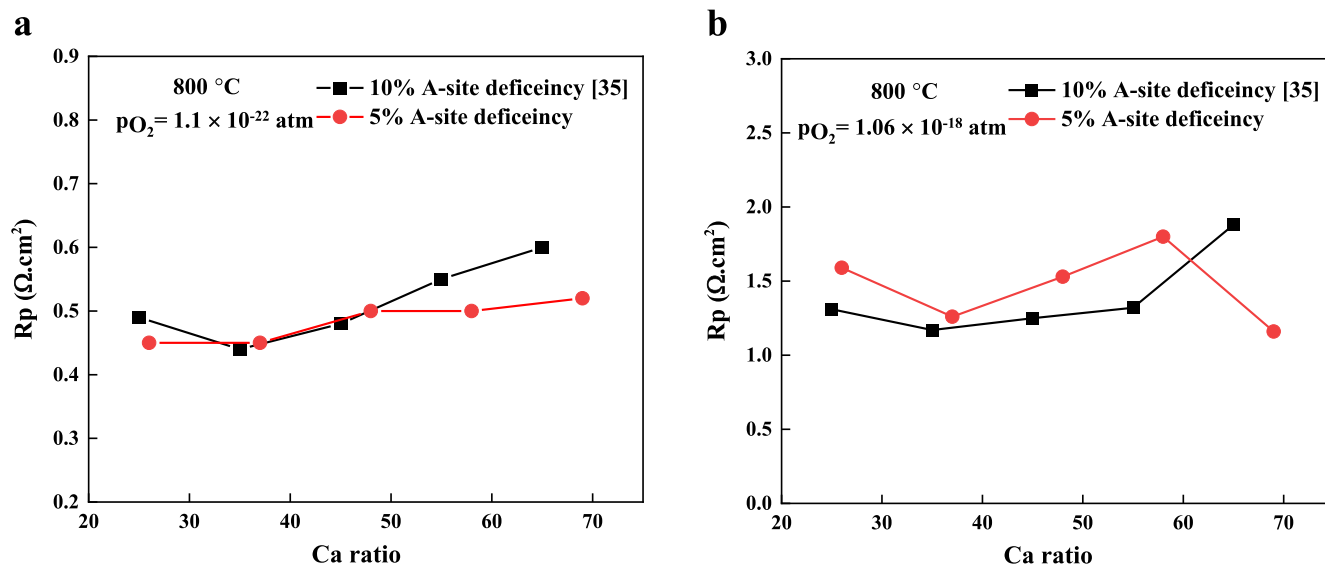 a
0.9
0.8
0.7
0.6
0.5
0.4
0.3
0.2
Rp (Ω.cm²)
800 °C
pO₂= 1.1 × 10⁻²² atm
10% A-site deficeincy [35]
5% A-site deficeincy
20 30 40 50 60 70
Ca ratio
b
3.0
2.5
2.0
1.5
1.0
0.5
0.0
Rp (Ω.cm²)
800 °C
pO₂= 1.06 × 10⁻¹⁸ atm
10% A-site deficeincy [35]
5% A-site deficeincy
20 30 40 50 60 70
Ca ratio